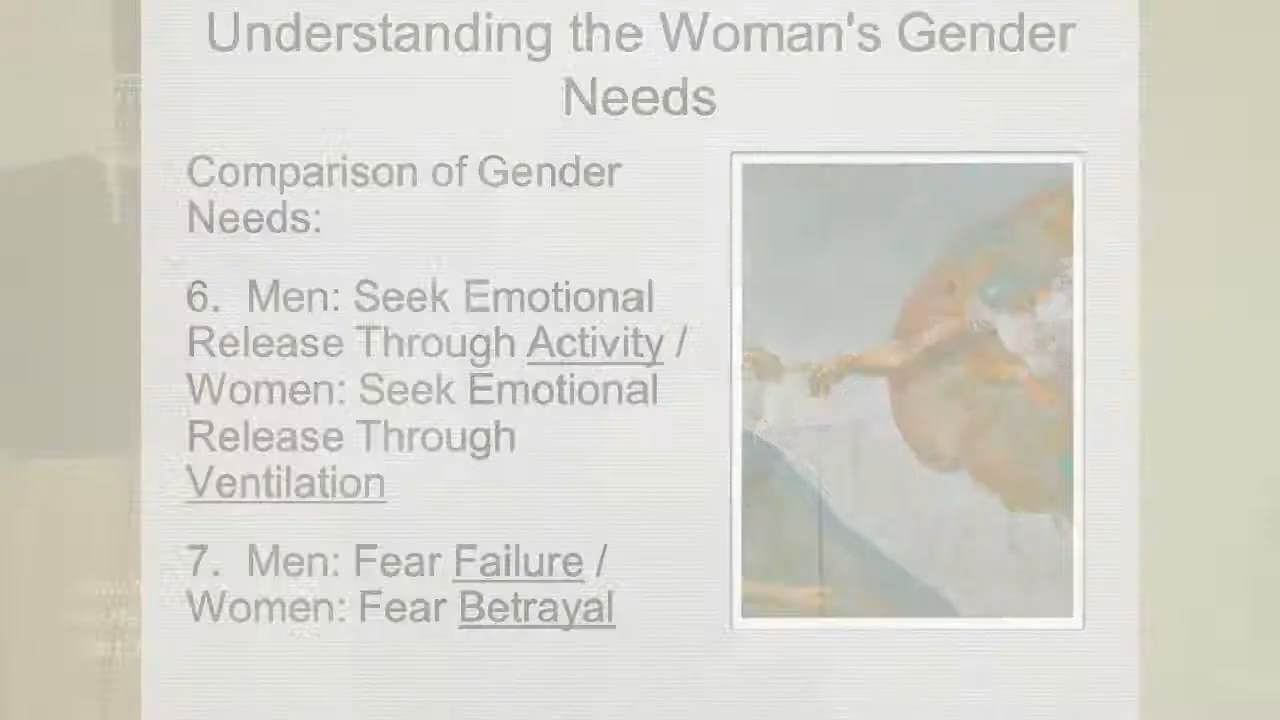 Understanding the Woman's Gender
Needs
Comparison of Gender
Needs:
6. Men: Seek Emotional
Release Through Activity /
Women: Seek Emotional
Release Through
Ventilation
7. Men: Fear Failure /
Women: Fear Betrayal